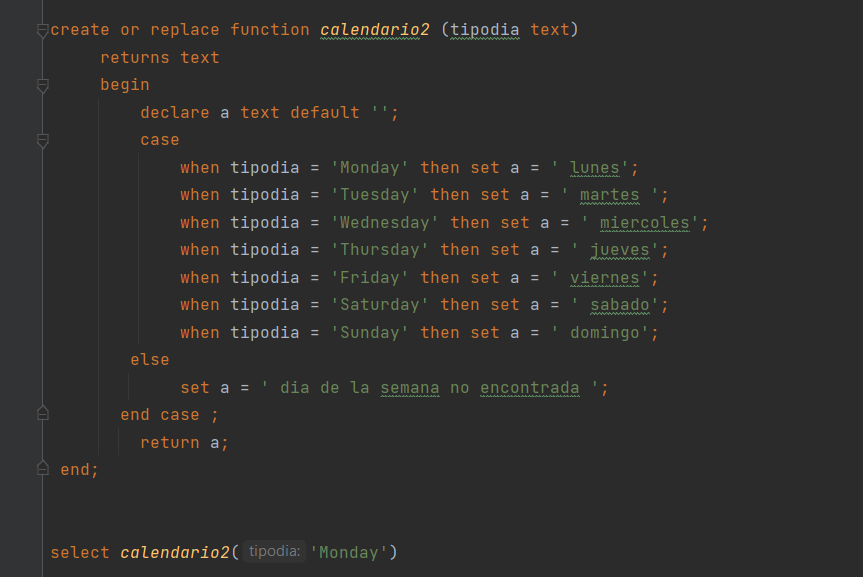 create or replace function calendario2 (tipodia text)
returns text
begin
declare a text default '';
case
when tipodia = 'Monday' then set a = ' lunes';
when tipodia = 'Tuesday' then set a = ' martes ';
when tipodia = 'Wednesday' then set a = ' miercoles';
when tipodia = 'Thursday' then set a = ' jueves';
when tipodia = 'Friday' then set a = ' viernes';
when tipodia = 'Saturday' then set a = ' sabado';
when tipodia = 'Sunday' then set a = ' domingo';
else
set a = ' dia de la semana no encontrada ';
end case ;
return a;
end;
select calendario2( tipodia: 'Monday')